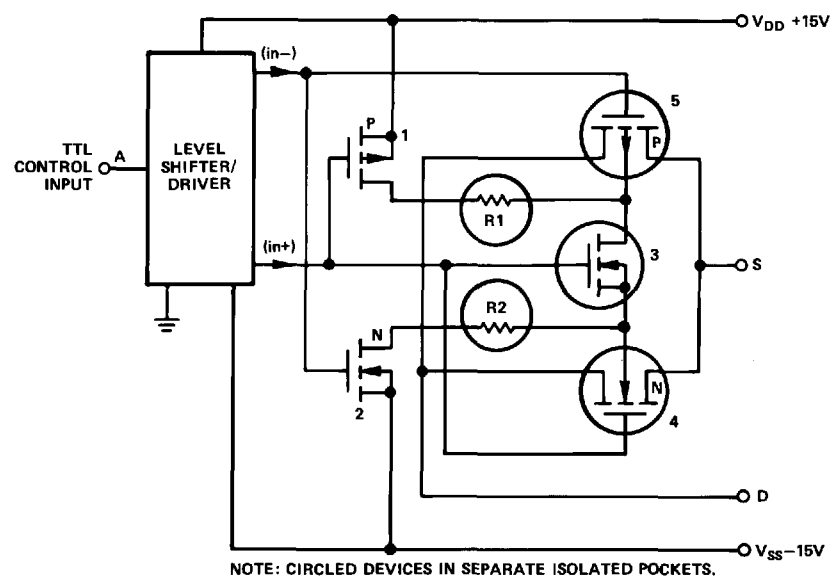 V_DD +15V
(in−)
5
P
P
1
TTL
CONTROL
INPUT
A
LEVEL
SHIFTER/
DRIVER
R1
(in+)
3
S
R2
N
N
2
4
D
V_SS−15V
NOTE: CIRCLED DEVICES IN SEPARATE ISOLATED POCKETS.